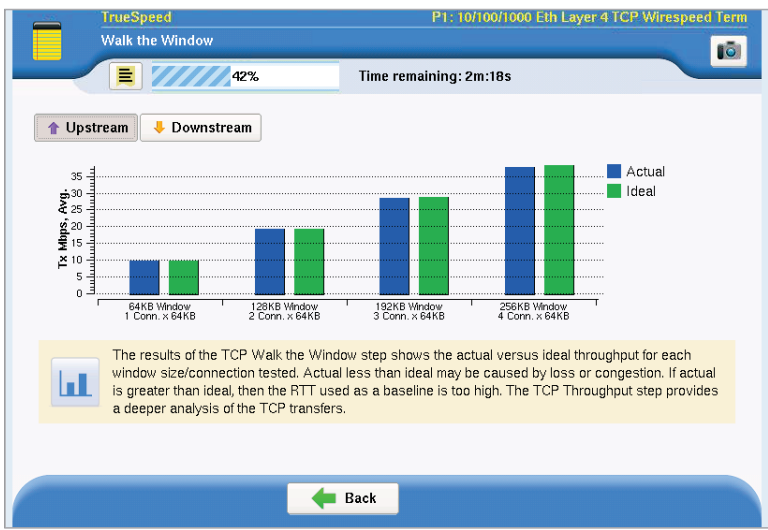 TrueSpeed
P1: 10/100/1000 Eth Layer 4 TCP Wirespeed Term
Walk the Window
42%
Time remaining: 2m:18s
Upstream
Downstream
Tx Mbps, Avg.
35
30
25
20
15
10
5
0
Actual
Ideal
64KB Window
1 Conn. x 64KB
128KB Window
2 Conn. x 64KB
192KB Window
3 Conn. x 64KB
256KB Window
4 Conn. x 64KB
The results of the TCP Walk the Window step shows the actual versus ideal throughput for each
window size/connection tested. Actual less than ideal may be caused by loss or congestion. If actual
is greater than ideal, then the RTT used as a baseline is too high. The TCP Throughput step provides
a deeper analysis of the TCP transfers.
Back